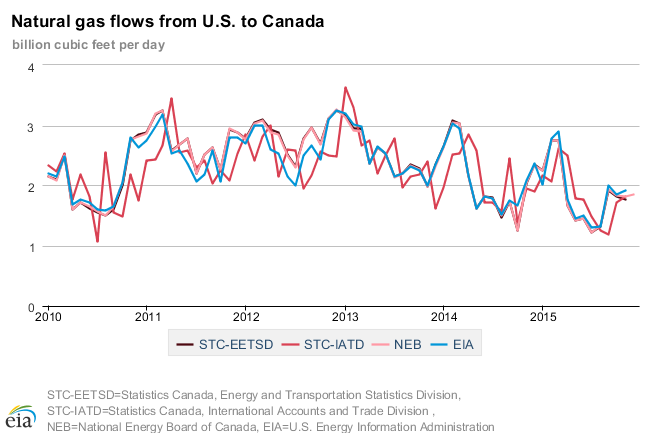 Natural gas flows from U.S. to Canada
billion cubic feet per day
4
3
2
1
0
2010 2011 2012 2013 2014 2015
STC-EETSD STC-IATD NEB EIA
STC-EETSD=Statistics Canada, Energy and Transportation Statistics Division,
STC-IATD=Statistics Canada, International Accounts and Trade Division ,
NEB=National Energy Board of Canada, EIA=U.S. Energy Information Administration
eia